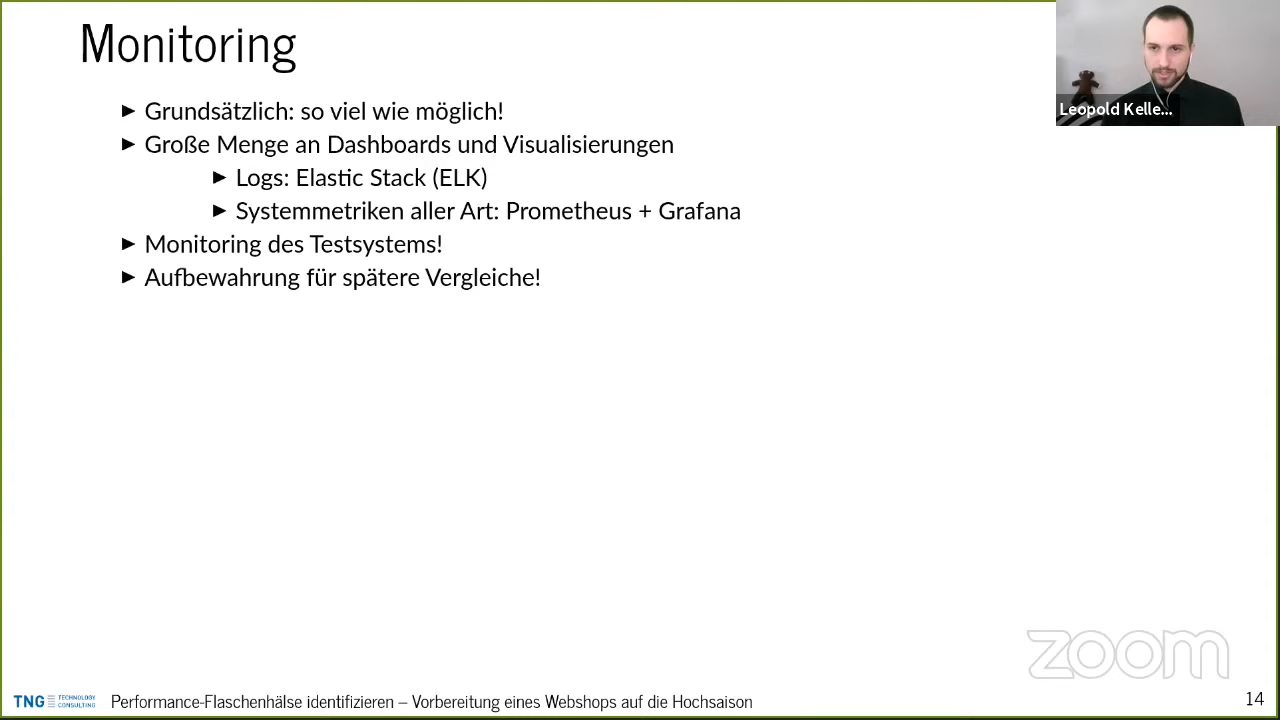 Monitoring
► Grundsätzlich: so viel wie möglich!
► Große Menge an Dashboards und Visualisierungen
► Logs: Elastic Stack (ELK)
► Systemmetriken aller Art: Prometheus + Grafana
► Monitoring des Testsystems!
► Aufbewahrung für spätere Vergleiche!
Leopold Kelle...
zoom
TNG TECHNOLOGY CONSULTING
Performance-Flaschenhälse identifizieren – Vorbereitung eines Webshops auf die Hochsaison
14